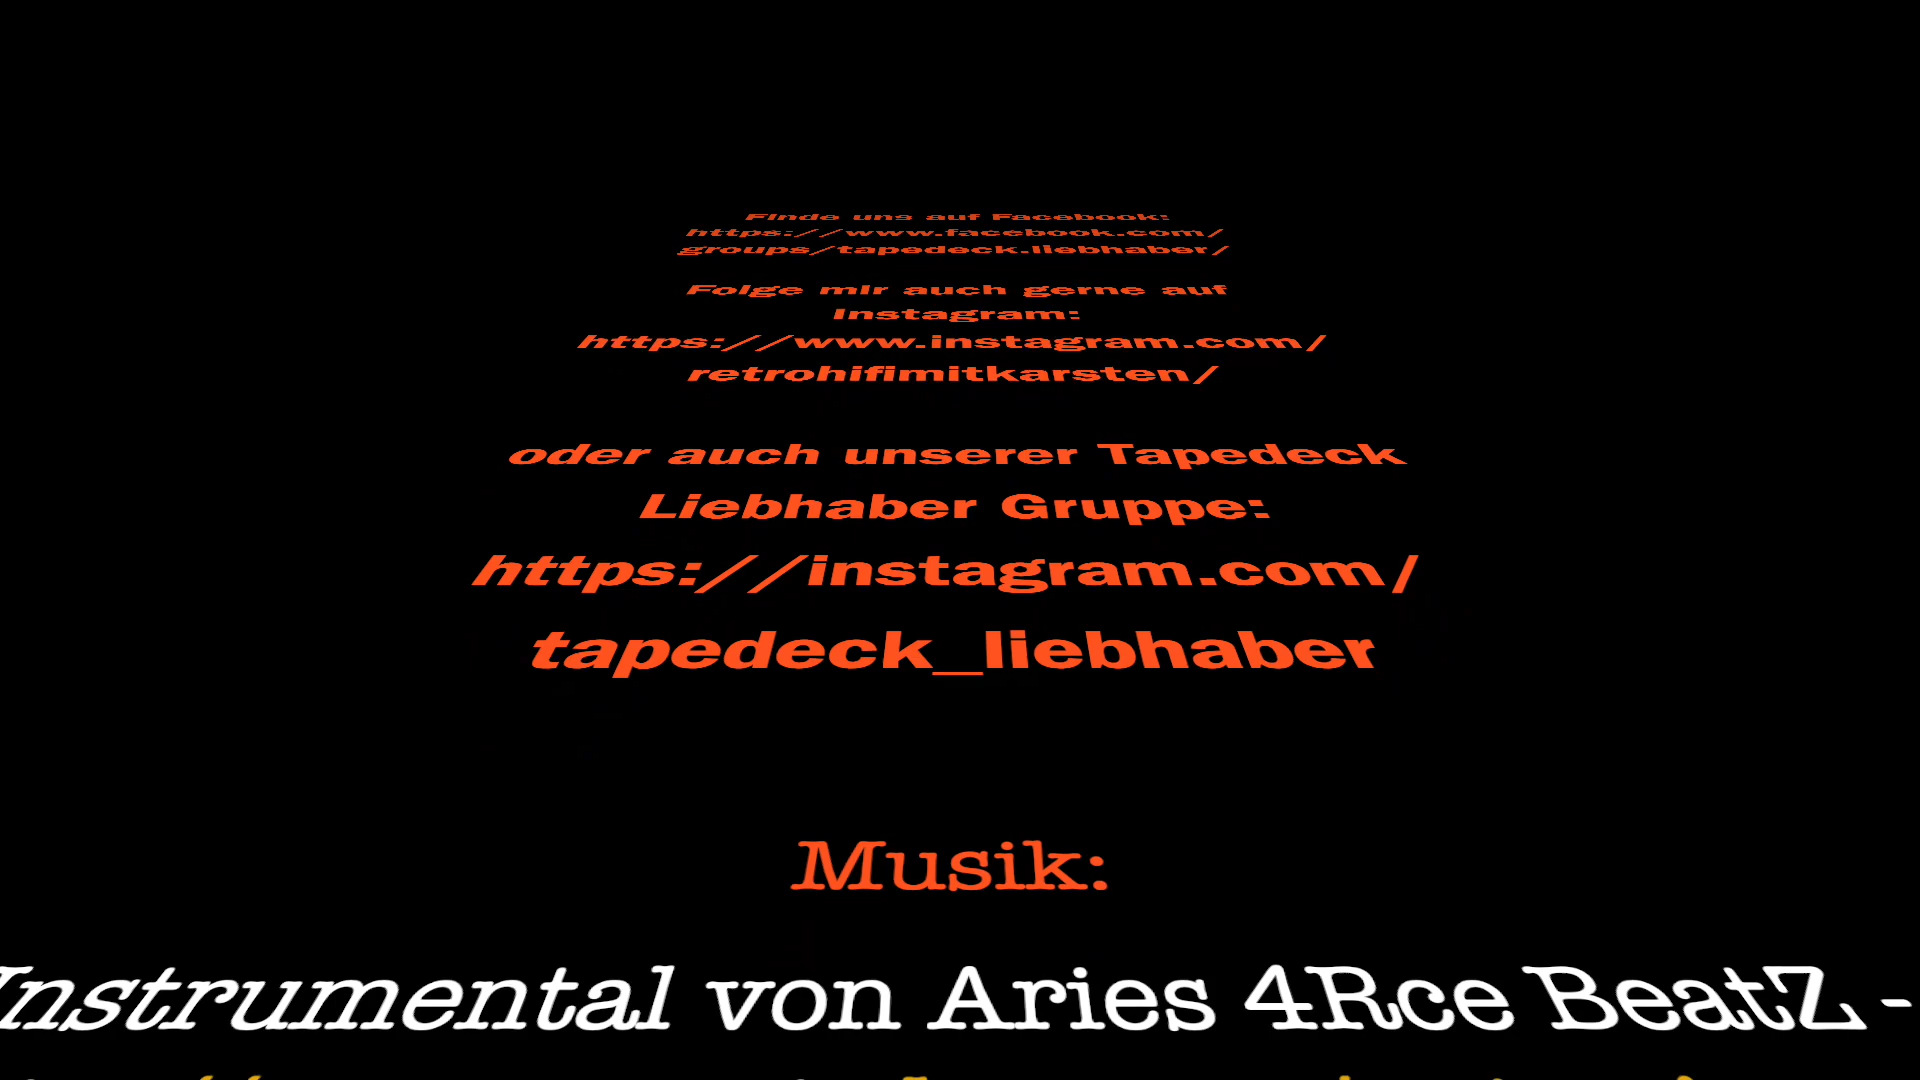 Finde uns auf Facebook:
https://www.facebook.com/
groups/tapedeck.liebhaber/
Folge mir auch gerne auf
Instagram:
https://www.instagram.com/
retrohifimitkarsten/
oder auch unserer Tapedeck
Liebhaber Gruppe:
https://instagram.com/
tapedeck_liebhaber
Musik:
Instrumental von Aries 4Rce BeatZ -